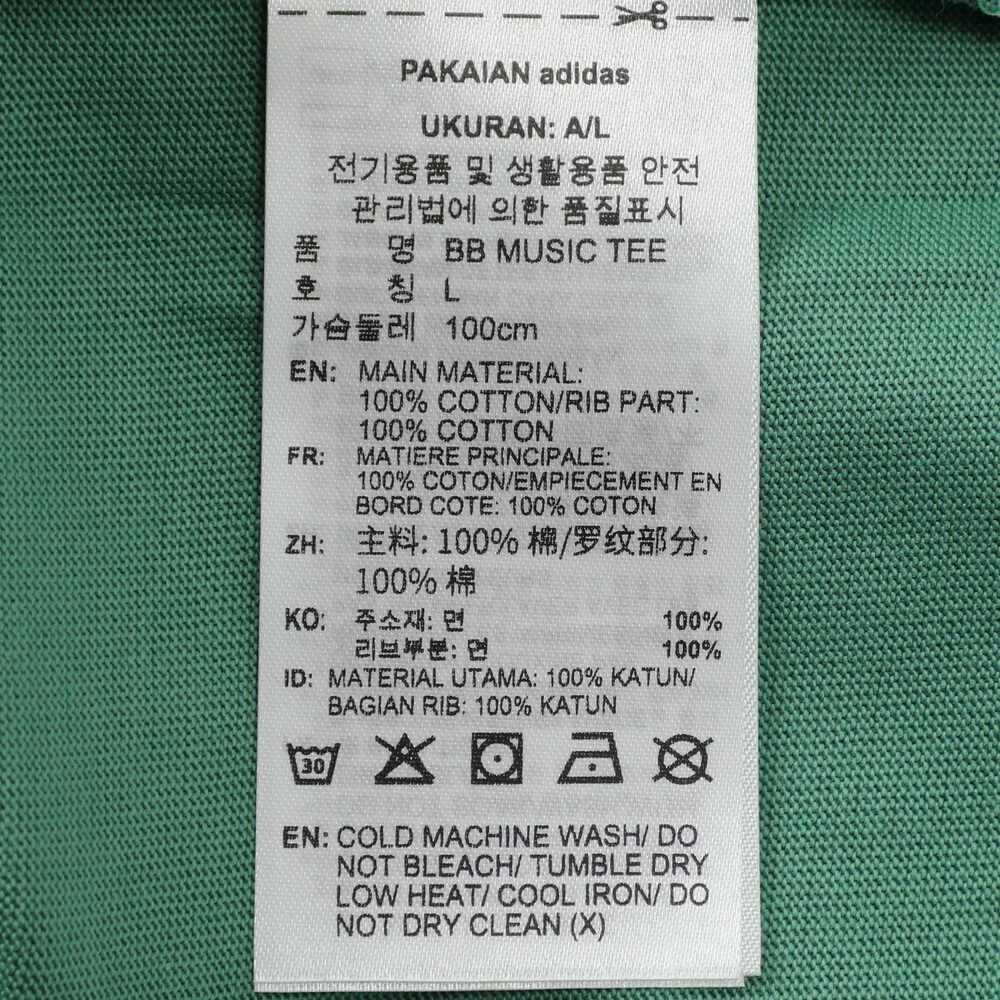 PAKAIAN adidas
UKURAN: A/L
전기용품 및 생활용품 안전
관리법에 의한 품질표시
품 명 BB MUSIC TEE
호 칭 L
가슴둘레 100cm
EN: MAIN MATERIAL:
100% COTTON/RIB PART:
100% COTTON
FR: MATIERE PRINCIPALE:
100% COTON/EMPIECEMENT EN
BORD COTE: 100% COTON
ZH: 主料: 100% 棉/罗纹部分:
100% 棉
KO: 주소재: 면 100%
리브부분: 면 100%
ID: MATERIAL UTAMA: 100% KATUN/
BAGIAN RIB: 100% KATUN
30
EN: COLD MACHINE WASH/ DO
NOT BLEACH/ TUMBLE DRY
LOW HEAT/ COOL IRON/ DO
NOT DRY CLEAN (X)